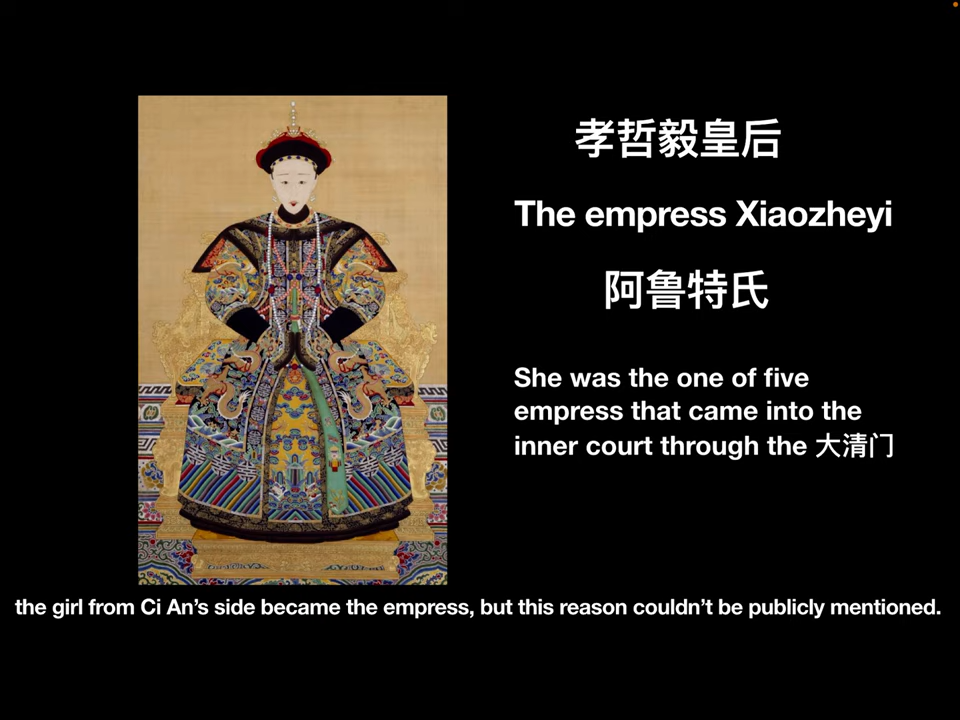 孝哲毅皇后
The empress Xiaozheyi
阿鲁特氏
She was the one of five
empress that came into the
inner court through the 大清门
the girl from Ci An’s side became the empress, but this reason couldn’t be publicly mentioned.